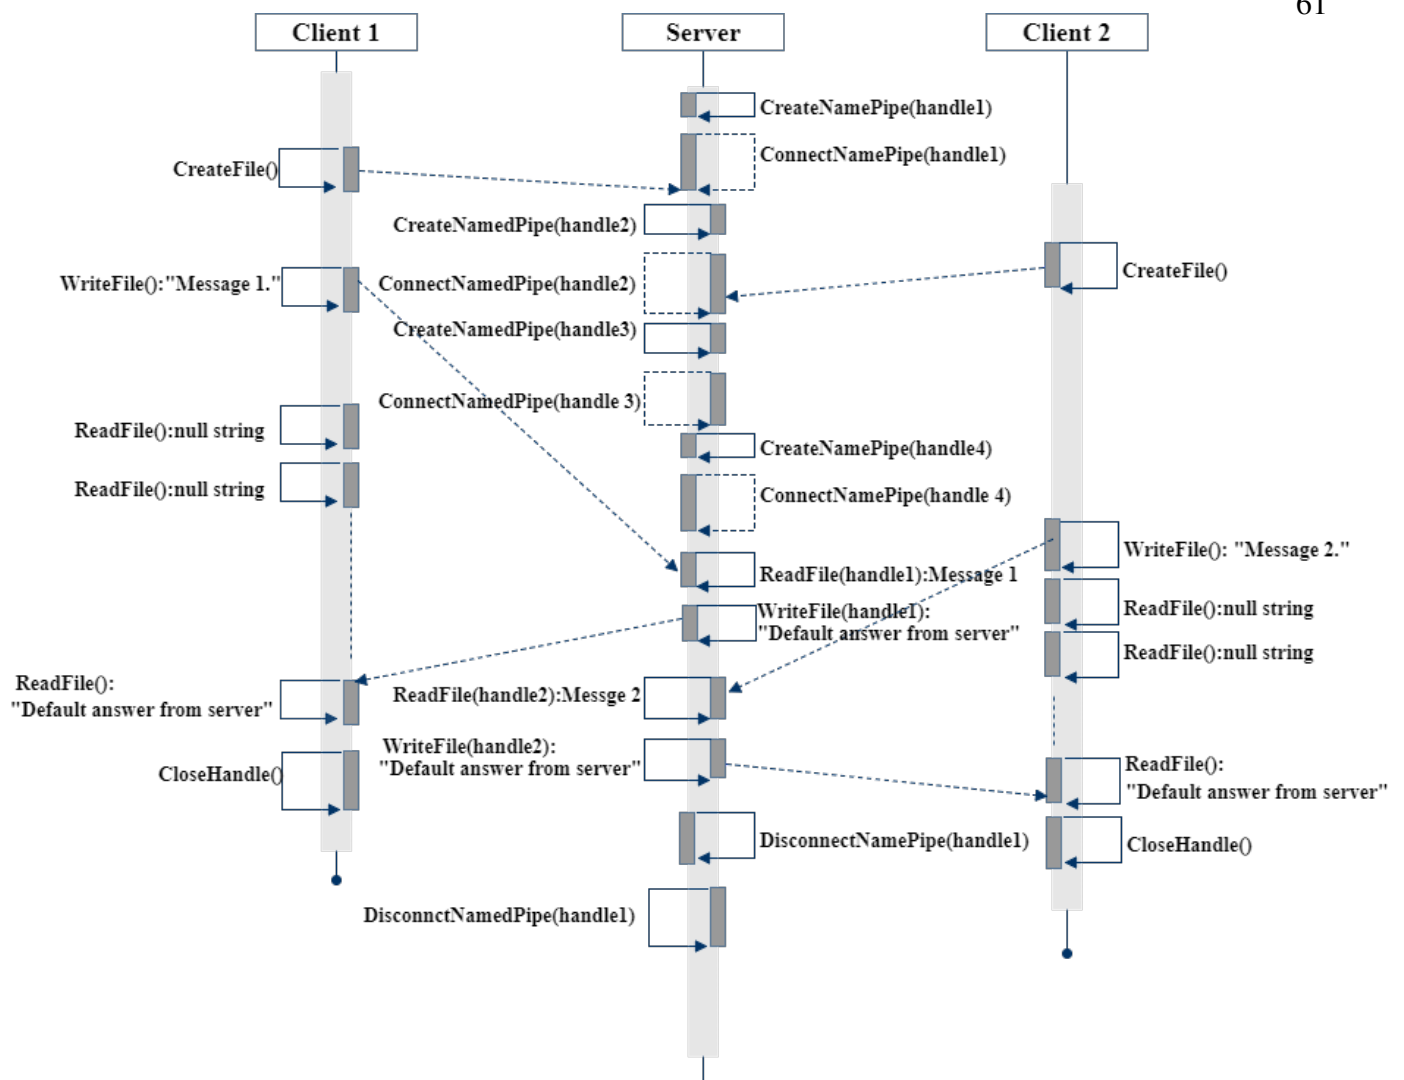 61
Client 1
Server
Client 2
CreateNamePipe(handle1)
ConnectNamePipe(handle1)
CreateFile()
CreateNamedPipe(handle2)
CreateFile()
WriteFile():"Message 1."
ConnectNamedPipe(handle2)
CreateNamedPipe(handle3)
ConnectNamedPipe(handle 3)
ReadFile():null string
CreateNamePipe(handle4)
ReadFile():null string
ConnectNamePipe(handle 4)
WriteFile(): "Message 2."
ReadFile(handle1):Message 1
ReadFile():null string
WriteFile(handle1):
"Default answer from server"
ReadFile():null string
ReadFile():
"Default answer from server"
ReadFile(handle2):Messge 2
WriteFile(handle2):
"Default answer from server"
ReadFile():
"Default answer from server"
CloseHandle()
DisconnectNamePipe(handle1)
CloseHandle()
DisconnctNamedPipe(handle1)